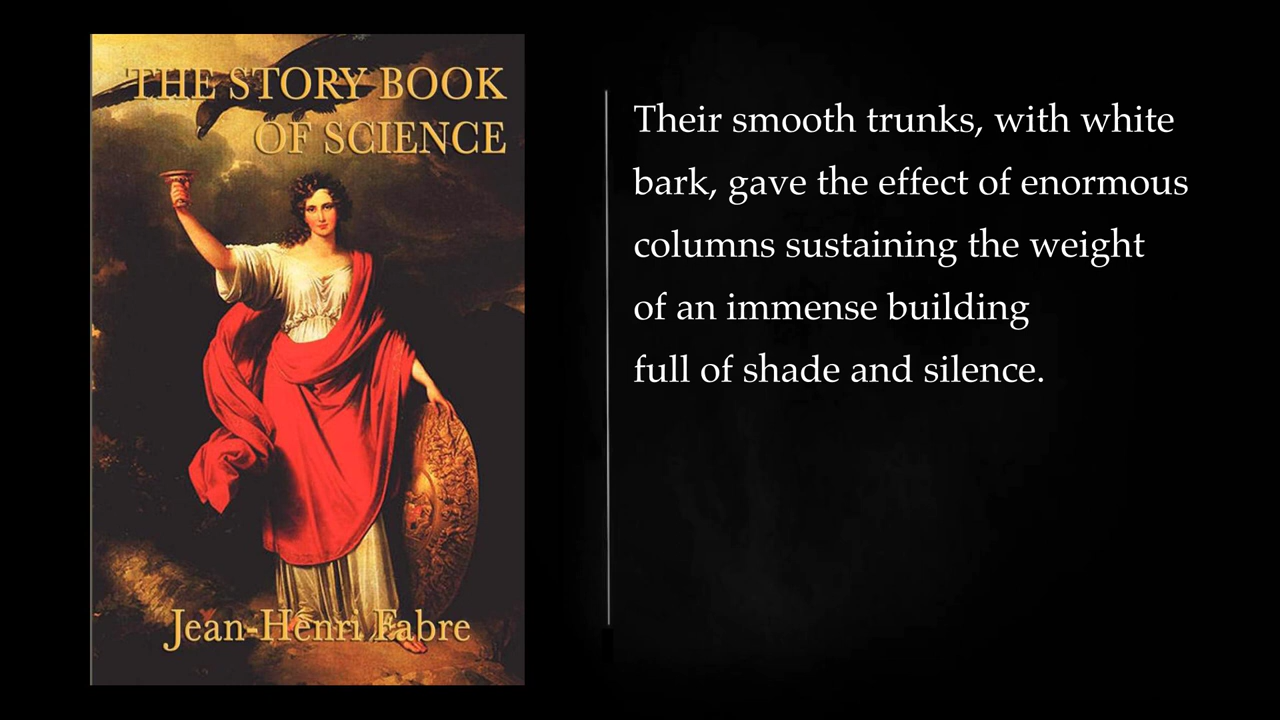 THE STORY BOOK
OF SCIENCE
Jean-Henri Fabre
Their smooth trunks, with white
bark, gave the effect of enormous
columns sustaining the weight
of an immense building
full of shade and silence.